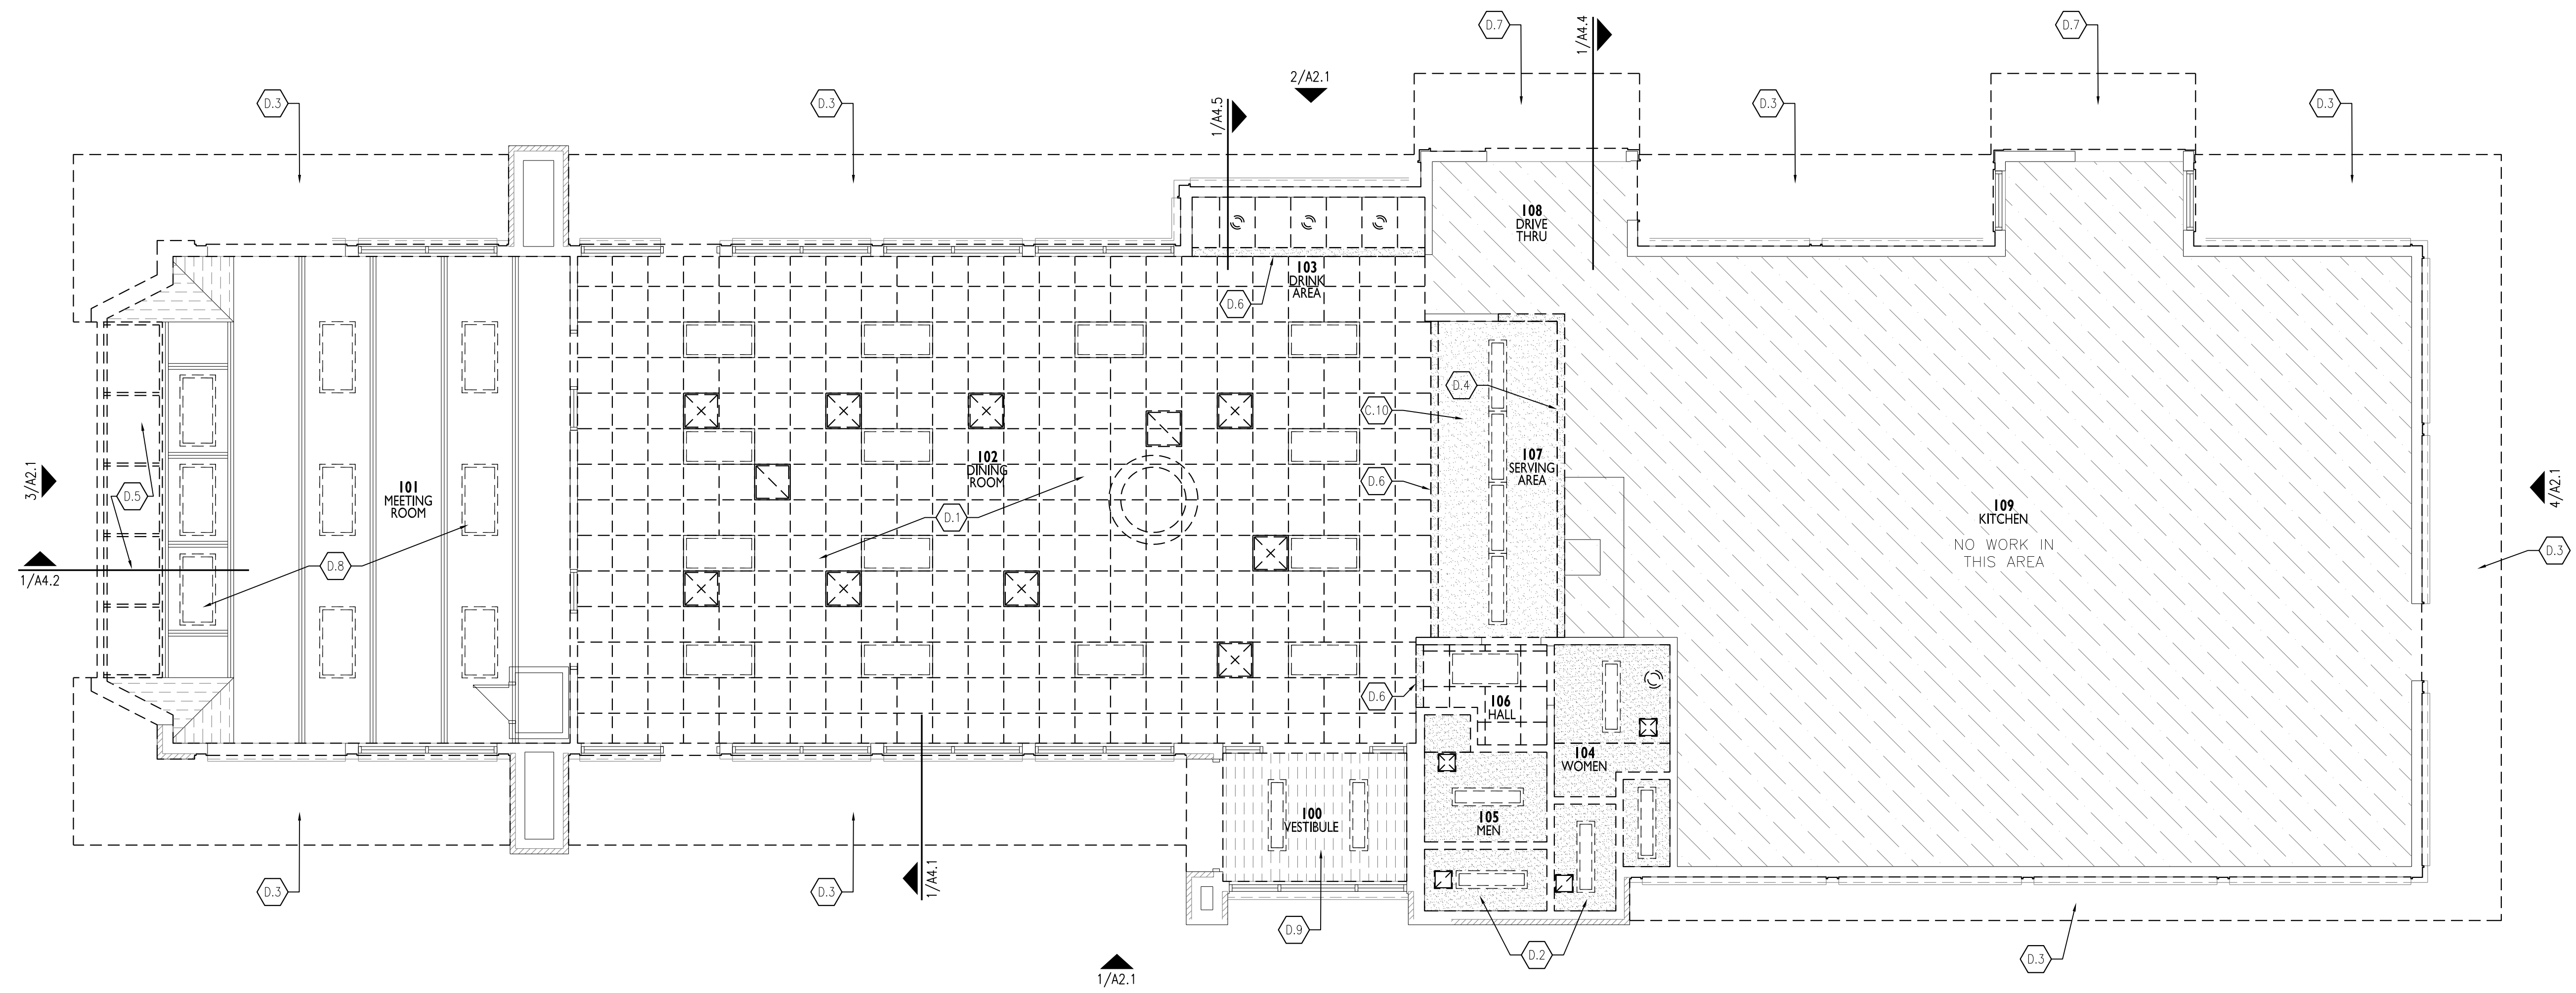 D.7
D.7
1/A4.4
2/A2.1
D.3
D.3
1/A4.5
D.3
D.3
108
DRIVE
THRU
103
DRINK
AREA
D.6
D.4
C.10
102
DINING
ROOM
107
SERVING
AREA
3/A2.1
D.5
101
MEETING
ROOM
D.6
4/A2.1
D.1
109
KITCHEN
NO WORK IN
THIS AREA
D.3
D.8
1/A4.2
D.6
106
HALL
104
WOMEN
100
VESTIBULE
105
MEN
D.3
D.3
1/A4.1
D.9
D.2
D.3
1/A2.1